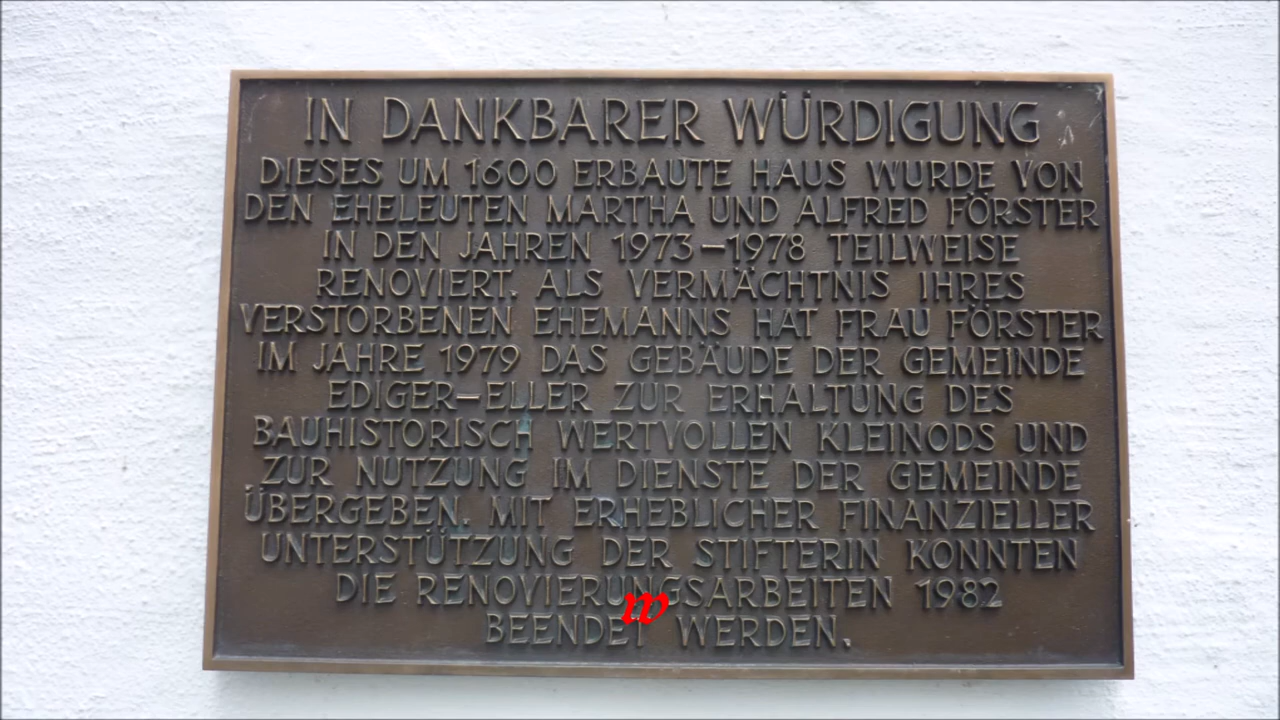 IN DANKBARER WÜRDIGUNG
DIESES UM 1600 ERBAUTE HAUS WURDE VON
DEN EHELEUTEN MARTHA UND ALFRED FÖRSTER
IN DEN JAHREN 1973–1978 TEILWEISE
RENOVIERT. ALS VERMÄCHTNIS IHRES
VERSTORBENEN EHEMANNS HAT FRAU FÖRSTER
IM JAHRE 1979 DAS GEBÄUDE DER GEMEINDE
EDIGER–ELLER ZUR ERHALTUNG DES
BAUHISTORISCH WERTVOLLEN KLEINODS UND
ZUR NUTZUNG IM DIENSTE DER GEMEINDE
ÜBERGEBEN. MIT ERHEBLICHER FINANZIELLER
UNTERSTÜTZUNG DER STIFTERIN KONNTEN
DIE RENOVIERUNGSARBEITEN 1982
w
BEENDET WERDEN.